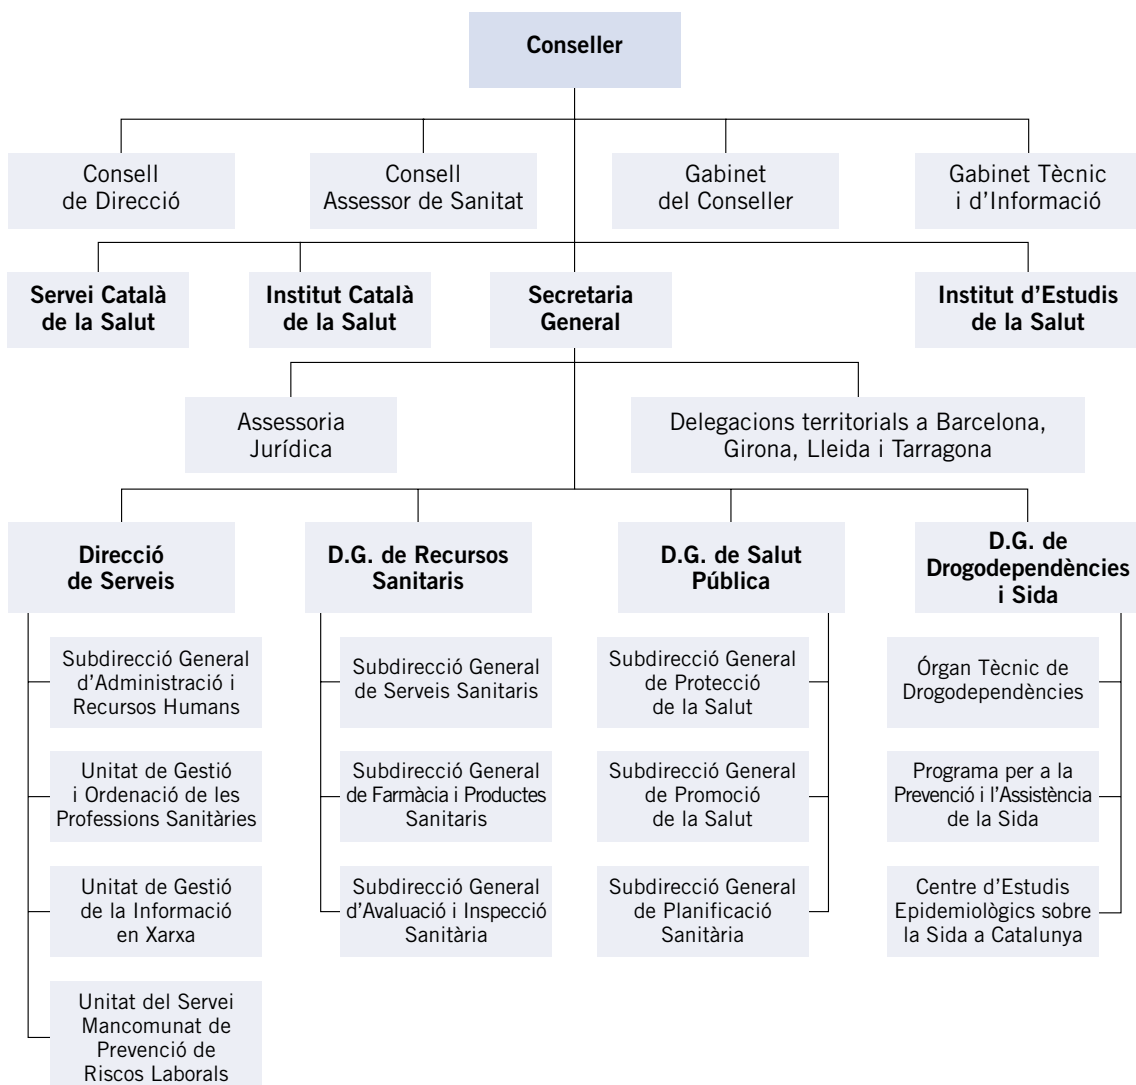 Conseller
Consell
de Direcció
Consell
Assessor de Sanitat
Gabinet
del Conseller
Gabinet Tècnic
i d'Informació
Servei Català
de la Salut
Institut Català
de la Salut
Secretaria
General
Institut d'Estudis
de la Salut
Assessoria
Jurídica
Delegacions territorials a Barcelona,
Girona, Lleida i Tarragona
Direcció
de Serveis
D.G. de Recursos
Sanitaris
D.G. de Salut
Pública
D.G. de
Drogodependències
i Sida
Subdirecció General
d'Administració i
Recursos Humans
Subdirecció General
de Serveis Sanitaris
Subdirecció General
de Protecció
de la Salut
Órgan Tècnic de
Drogodependències
Unitat de Gestió
i Ordenació de les
Professions Sanitàries
Subdirecció General
de Farmàcia i Productes
Sanitaris
Subdirecció General
de Promoció
de la Salut
Programa per a la
Prevenció i l'Assistència
de la Sida
Unitat de Gestió
de la Informació
en Xarxa
Subdirecció General
d'Avaluació i Inspecció
Sanitària
Subdirecció General
de Planificació
Sanitària
Centre d'Estudis
Epidemiològics sobre
la Sida a Catalunya
Unitat del Servei
Mancomunat de
Prevenció de
Riscos Laborals